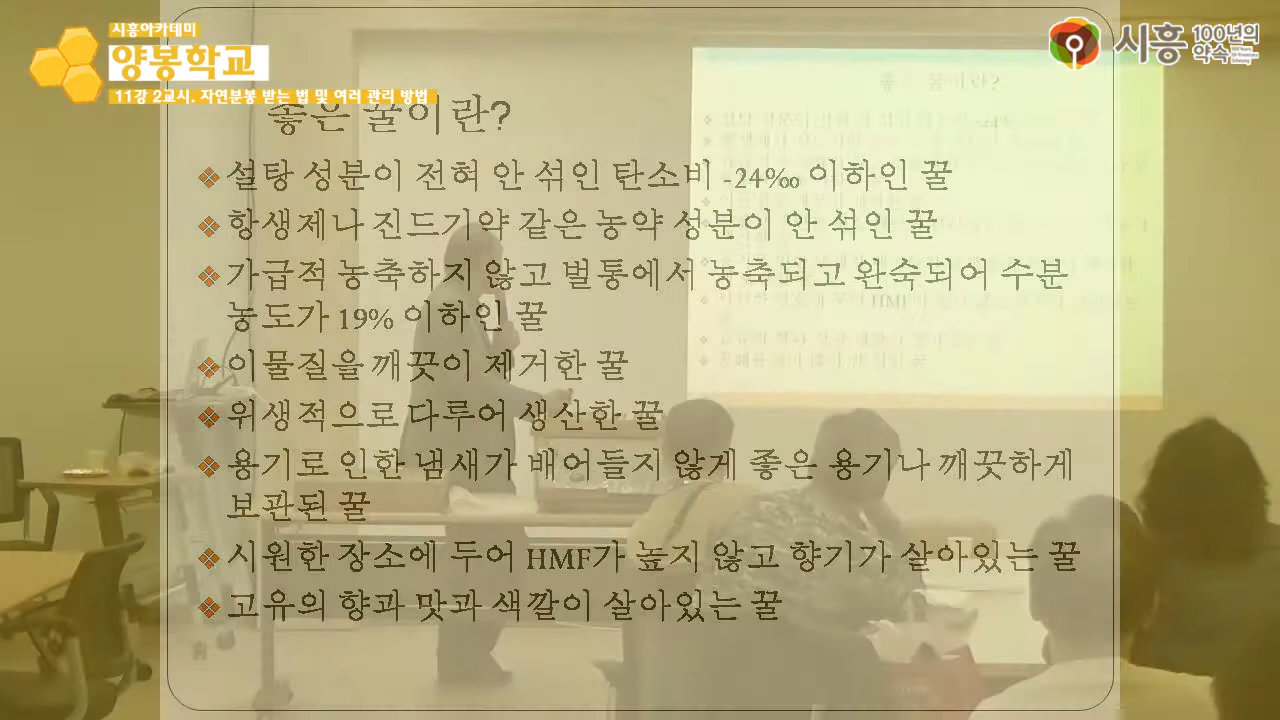 시흥아카데미
양봉학교
11강 2교시. 자연분봉 받는 법 및 여러 관리 방법
시흥 100년의 약속
좋은 꿀이란?
❖ 설탕 성분이 전혀 안 섞인 탄소비 -24‰ 이하인 꿀
❖ 항생제나 진드기약 같은 농약 성분이 안 섞인 꿀
❖ 가급적 농축하지 않고 벌통에서 농축되고 완숙되어 수분
농도가 19% 이하인 꿀
❖ 이물질을 깨끗이 제거한 꿀
❖ 위생적으로 다루어 생산한 꿀
❖ 용기로 인한 냄새가 배어들지 않게 좋은 용기나 깨끗하게
보관된 꿀
❖ 시원한 장소에 두어 HMF가 높지 않고 향기가 살아있는 꿀
❖ 고유의 향과 맛과 색깔이 살아있는 꿀